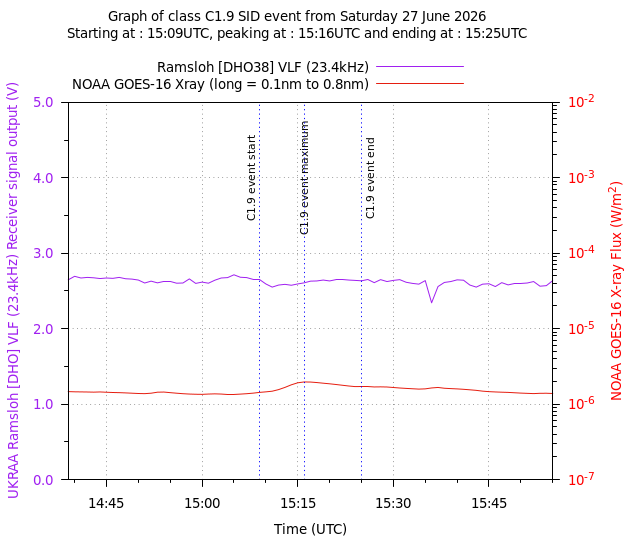 Graph of class C1.9 SID event from Saturday 27 June 2026
Starting at : 15:09UTC, peaking at : 15:16UTC and ending at : 15:25UTC
Ramsloh [DHO38] VLF (23.4kHz)
NOAA GOES-16 Xray (long = 0.1nm to 0.8nm)
UKRAA Ramsloh [DHO] VLF (23.4kHz) Receiver signal output (V)
5.0
4.0
3.0
2.0
1.0
0.0
C1.9 event start
C1.9 event maximum
C1.9 event end
10^-2
10^-3
10^-4
10^-5
10^-6
10^-7
NOAA GOES-16 X-ray Flux (W/m²)
14:45 15:00 15:15 15:30 15:45
Time (UTC)